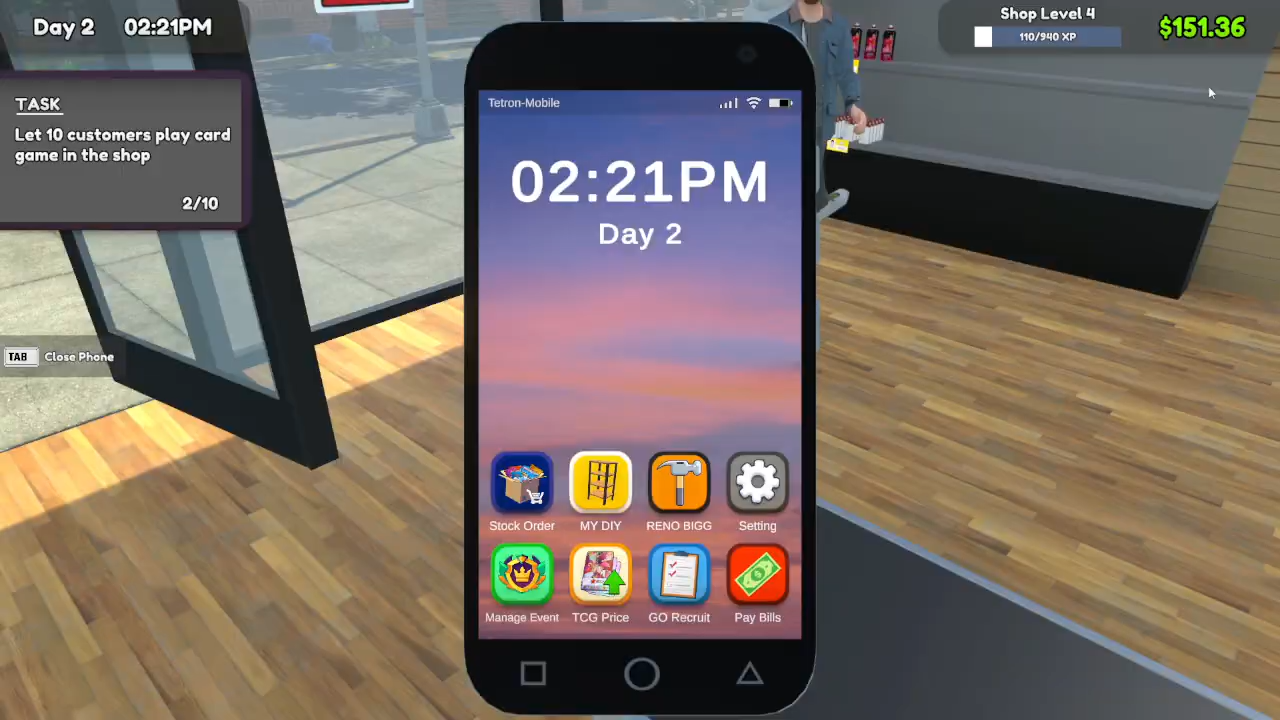 Day 2 02:21PM
Shop Level 4
110/940 XP
$151.36
TASK
Let 10 customers play card
game in the shop
2/10
TAB Close Phone
Tetron-Mobile
02:21PM
Day 2
Stock Order MY DIY RENO BIGG Setting
Manage Event TCG Price GO Recruit Pay Bills